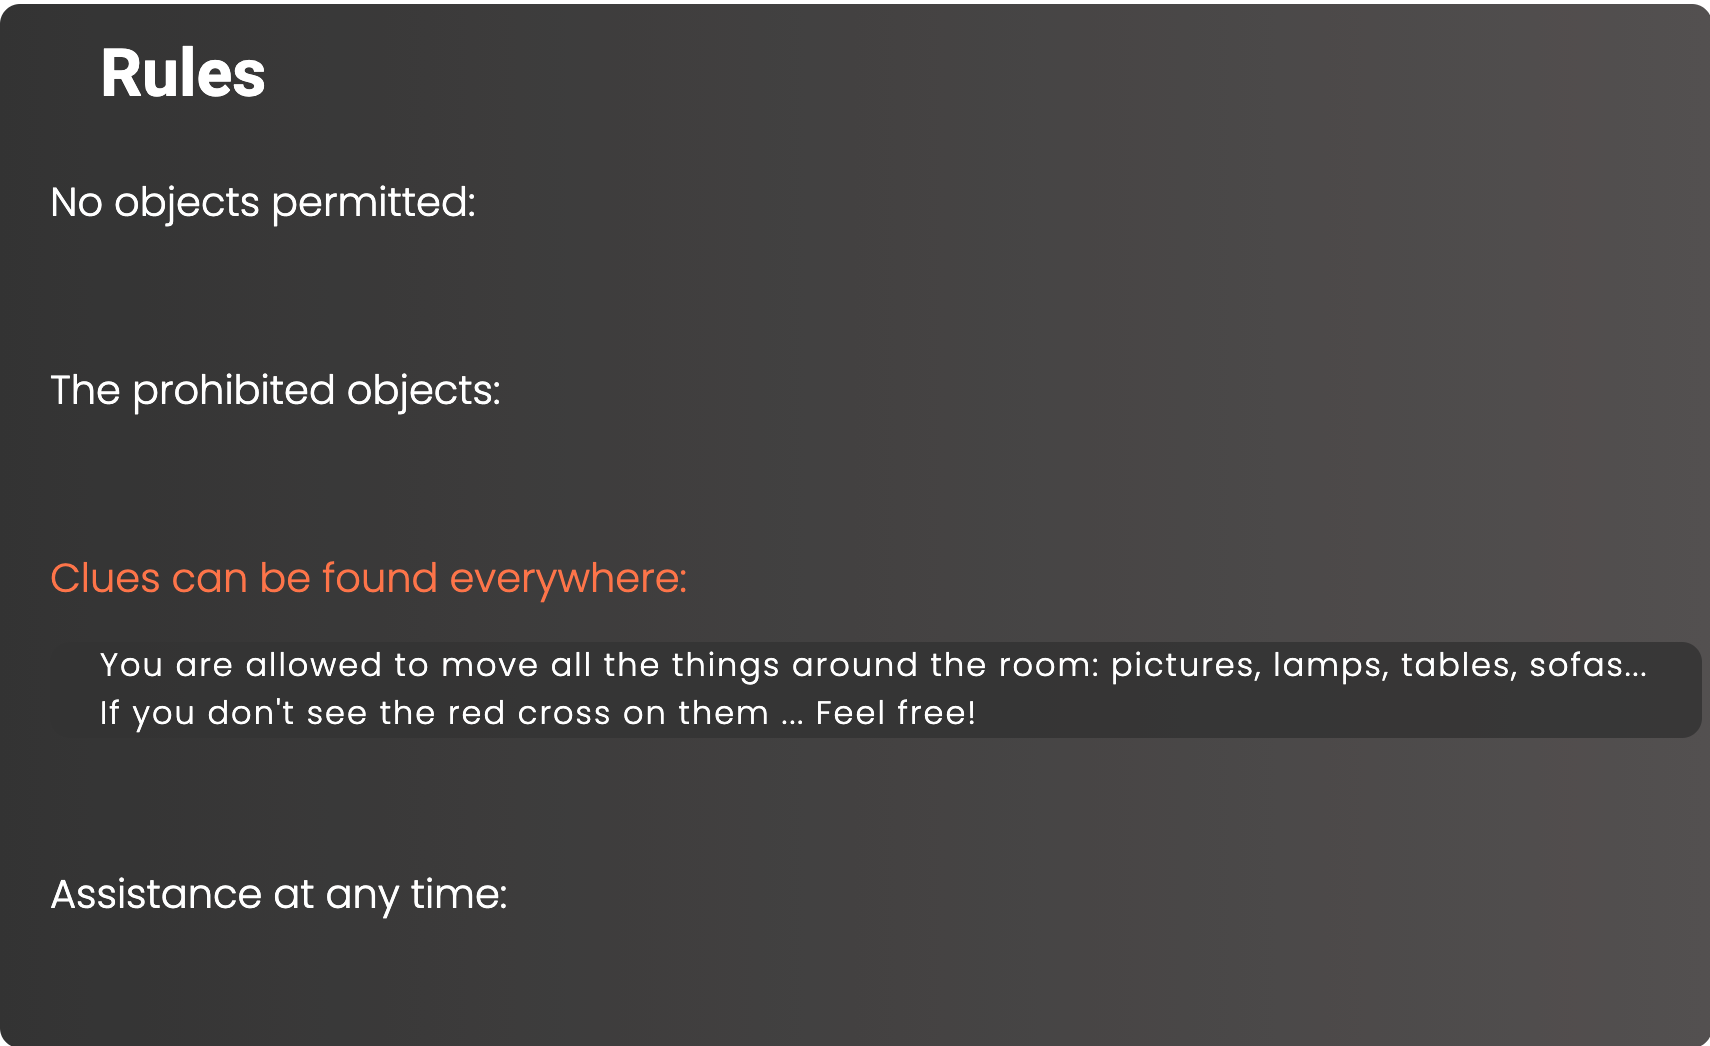 Rules
No objects permitted:
The prohibited objects:
Clues can be found everywhere:
You are allowed to move all the things around the room: pictures, lamps, tables, sofas...
If you don't see the red cross on them ... Feel free!
Assistance at any time: